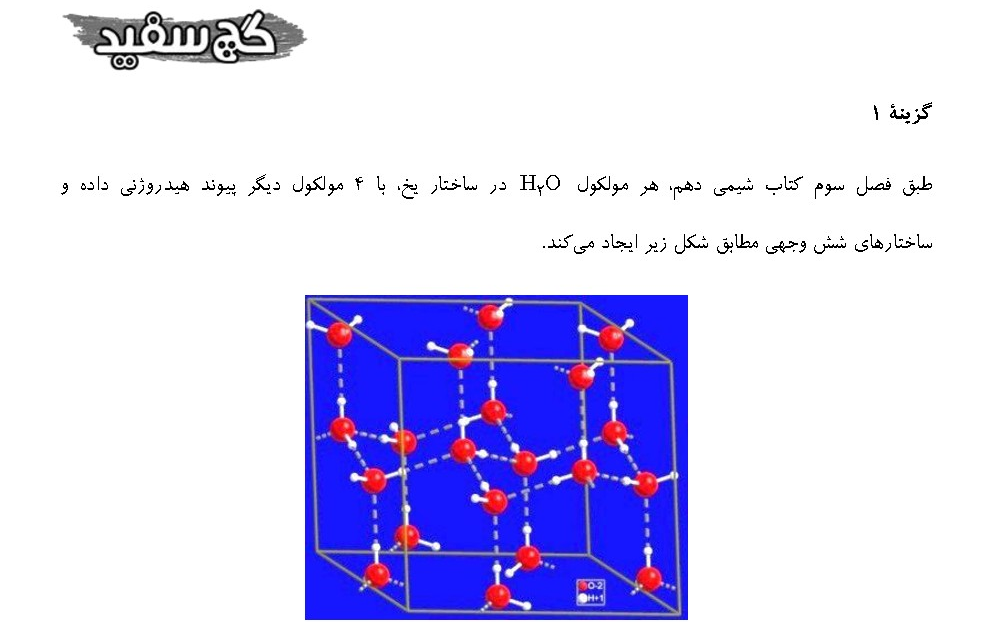 گچ سفید
گزینهٔ ۱
طبق فصل سوم کتاب شیمی دهم، هر مولکول H۲O در ساختار یخ، با ۴ مولکول دیگر پیوند هیدروژنی داده و
ساختارهای شش وجهی مطابق شکل زیر ایجاد می‌کند.
O-2
H+1